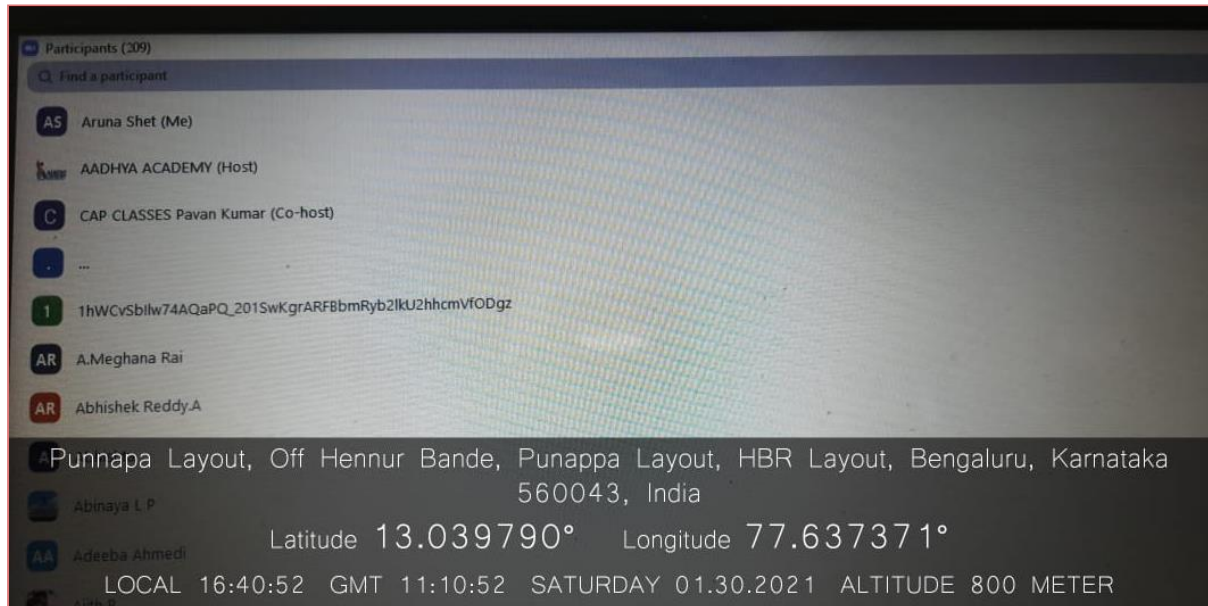 Participants (209)
Find a participant
AS Aruna Shet (Me)
AADHYA ACADEMY (Host)
C CAP CLASSES Pavan Kumar (Co-host)
. ...
1 1hWCvSbIlw74AQaPQ_201SwKgrARFBbmRyb2lkU2hhcmVfODgz
AR A.Meghana Rai
AR Abhishek Reddy.A
Punnapa Layout, Off Hennur Bande, Punappa Layout, HBR Layout, Bengaluru, Karnataka
560043, India
Abinaya L P
Latitude 13.039790° Longitude 77.637371°
AA Adeeba Ahmedi
LOCAL 16:40:52 GMT 11:10:52 SATURDAY 01.30.2021 ALTITUDE 800 METER